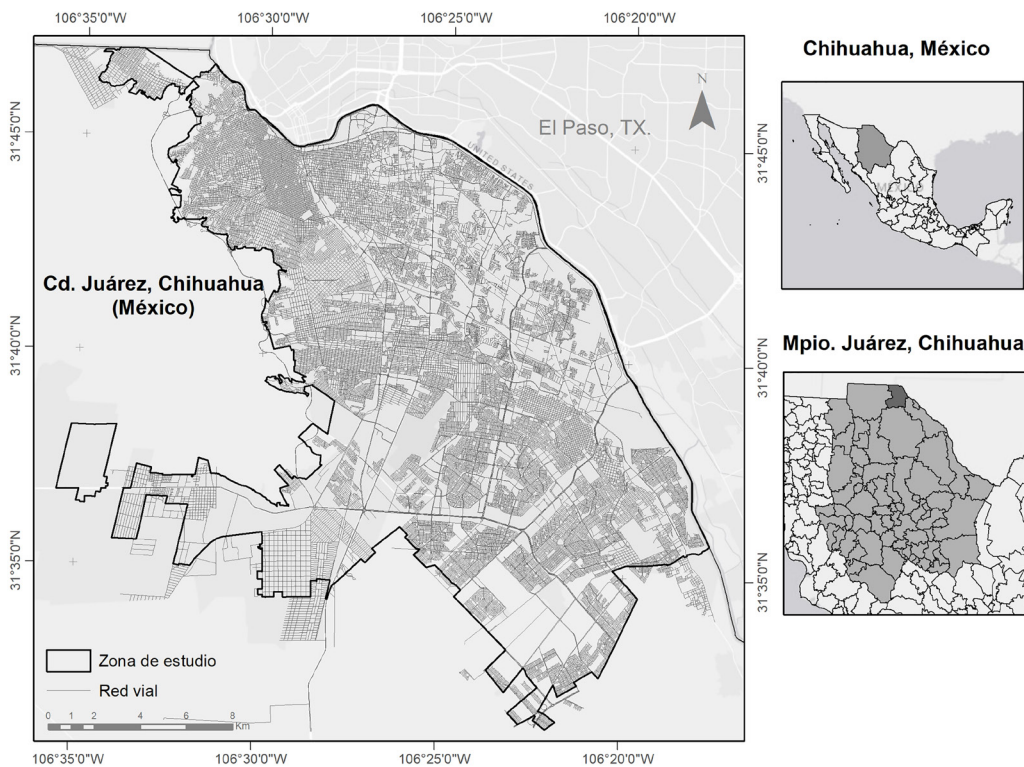 106°35'0"W 106°30'0"W 106°25'0"W 106°20'0"W
Chihuahua, México
N
El Paso, TX.
UNITED STATES
31°45'0"N
31°45'0"N
MÉXICO
Cd. Juárez, Chihuahua
(México)
31°40'0"N
31°40'0"N
Mpio. Juárez, Chihuahua
31°35'0"N
31°35'0"N
Zona de estudio
Red vial
0 1 2 4 6 8
Km
106°35'0"W 106°30'0"W 106°25'0"W 106°20'0"W